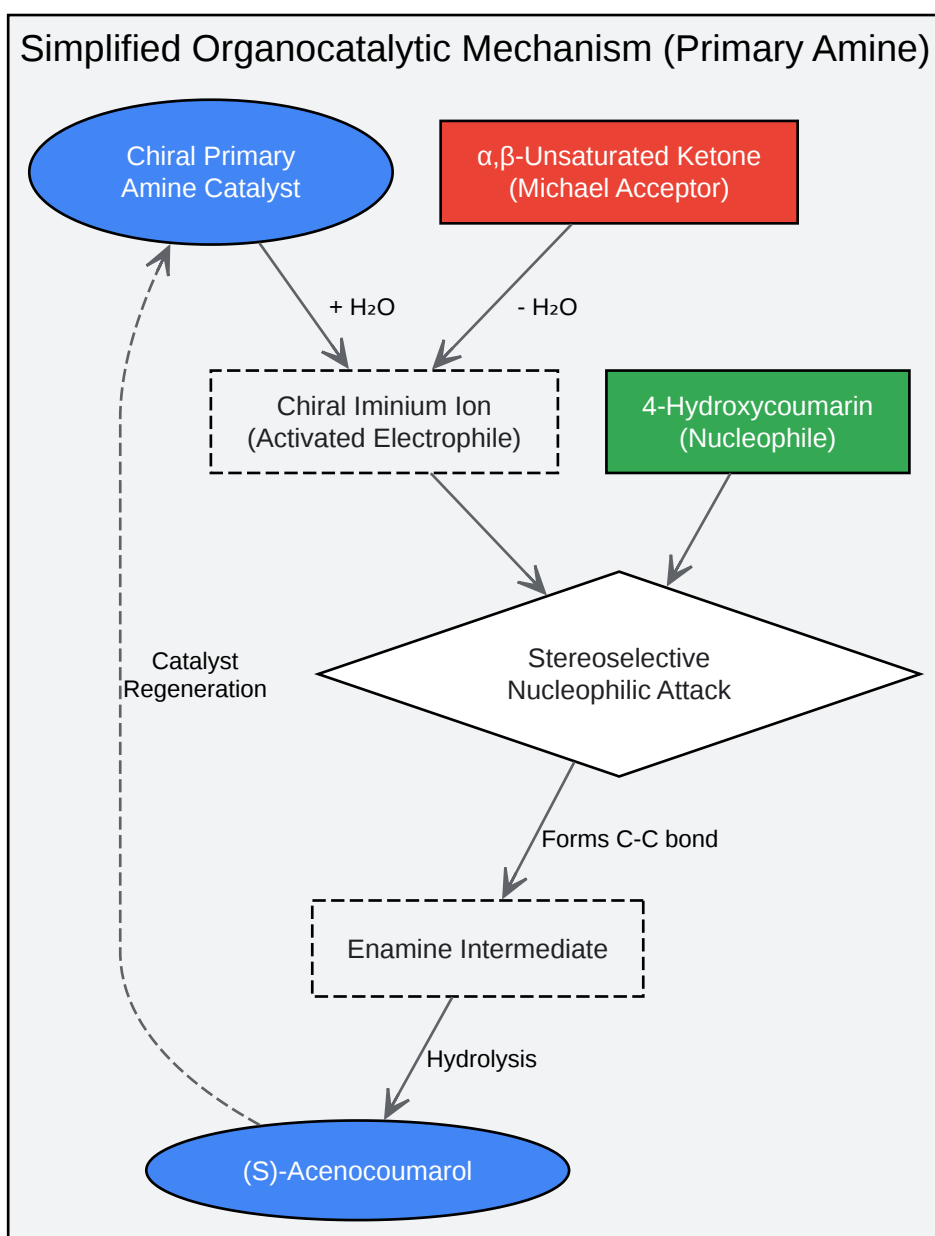 Simplified Organocatalytic Mechanism (Primary Amine)
Chiral Primary
Amine Catalyst
α,β-Unsaturated Ketone
(Michael Acceptor)
+ H₂O
- H₂O
Chiral Iminium Ion
(Activated Electrophile)
4-Hydroxycoumarin
(Nucleophile)
Stereoselective
Nucleophilic Attack
Catalyst
Regeneration
Forms C-C bond
Enamine Intermediate
Hydrolysis
(S)-Acenocoumarol